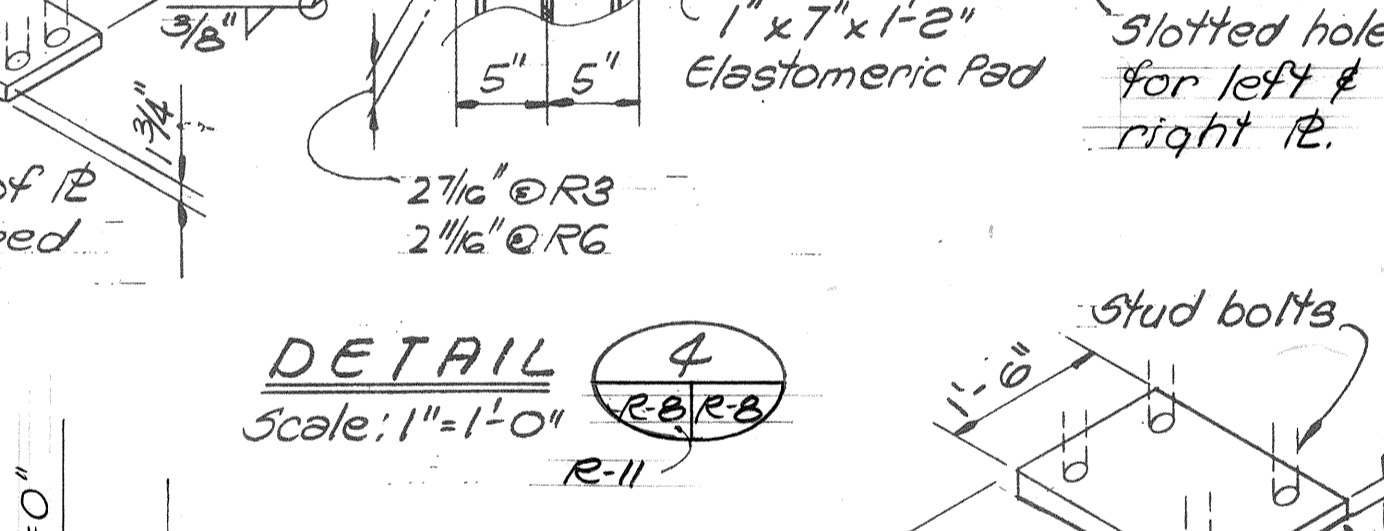 3/8"
1 3/4"
5" 5"
1" x 7" x 1'-2"
Elastomeric Pad
Slotted hole
for left &
right ℄.
of ℄
2 7/16" @ R3
2 11/16" @ R6
DETAIL 4
Scale: 1"=1'-0" R-8 R-8
R-11
Stud bolts
1'-6"